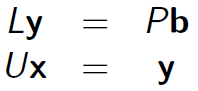 Ly = Pb
Ux = y